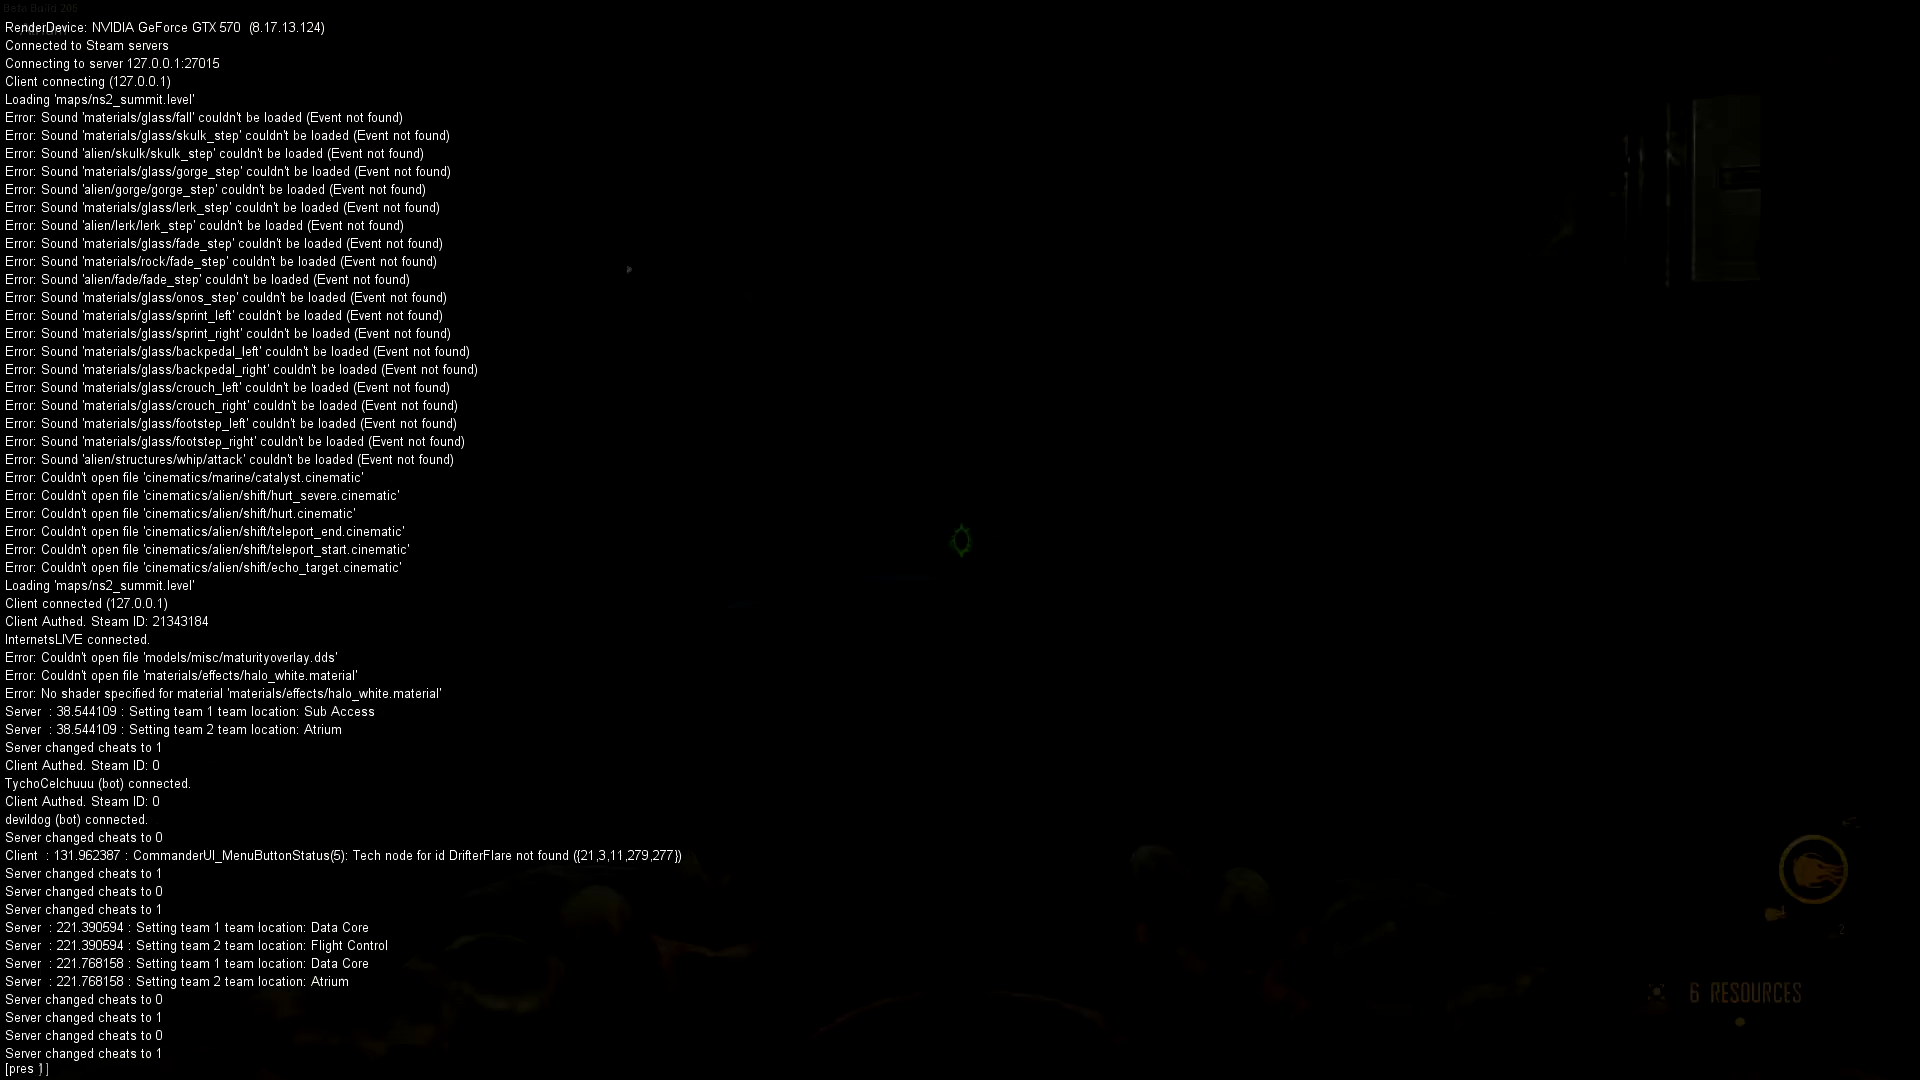 Beta Build 205
RenderDevice: NVIDIA GeForce GTX 570 (8.17.13.124)
Connected to Steam servers
Connecting to server 127.0.0.1:27015
Client connecting (127.0.0.1)
Loading 'maps/ns2_summit.level'
Error: Sound 'materials/glass/fall' couldn't be loaded (Event not found)
Error: Sound 'materials/glass/skulk_step' couldn't be loaded (Event not found)
Error: Sound 'alien/skulk/skulk_step' couldn't be loaded (Event not found)
Error: Sound 'materials/glass/gorge_step' couldn't be loaded (Event not found)
Error: Sound 'alien/gorge/gorge_step' couldn't be loaded (Event not found)
Error: Sound 'materials/glass/lerk_step' couldn't be loaded (Event not found)
Error: Sound 'alien/lerk/lerk_step' couldn't be loaded (Event not found)
Error: Sound 'materials/glass/fade_step' couldn't be loaded (Event not found)
Error: Sound 'materials/rock/fade_step' couldn't be loaded (Event not found)
Error: Sound 'alien/fade/fade_step' couldn't be loaded (Event not found)
Error: Sound 'materials/glass/onos_step' couldn't be loaded (Event not found)
Error: Sound 'materials/glass/sprint_left' couldn't be loaded (Event not found)
Error: Sound 'materials/glass/sprint_right' couldn't be loaded (Event not found)
Error: Sound 'materials/glass/backpedal_left' couldn't be loaded (Event not found)
Error: Sound 'materials/glass/backpedal_right' couldn't be loaded (Event not found)
Error: Sound 'materials/glass/crouch_left' couldn't be loaded (Event not found)
Error: Sound 'materials/glass/crouch_right' couldn't be loaded (Event not found)
Error: Sound 'materials/glass/footstep_left' couldn't be loaded (Event not found)
Error: Sound 'materials/glass/footstep_right' couldn't be loaded (Event not found)
Error: Sound 'alien/structures/whip/attack' couldn't be loaded (Event not found)
Error: Couldn't open file 'cinematics/marine/catalyst.cinematic'
Error: Couldn't open file 'cinematics/alien/shift/hurt_severe.cinematic'
Error: Couldn't open file 'cinematics/alien/shift/hurt.cinematic'
Error: Couldn't open file 'cinematics/alien/shift/teleport_end.cinematic'
Error: Couldn't open file 'cinematics/alien/shift/teleport_start.cinematic'
Error: Couldn't open file 'cinematics/alien/shift/echo_target.cinematic'
Loading 'maps/ns2_summit.level'
Client connected (127.0.0.1)
Client Authed. Steam ID: 21343184
InternetsLIVE connected.
Error: Couldn't open file 'models/misc/maturityoverlay.dds'
Error: Couldn't open file 'materials/effects/halo_white.material'
Error: No shader specified for material 'materials/effects/halo_white.material'
Server : 38.544109 : Setting team 1 team location: Sub Access
Server : 38.544109 : Setting team 2 team location: Atrium
Server changed cheats to 1
Client Authed. Steam ID: 0
TychoCelchuuu (bot) connected.
Client Authed. Steam ID: 0
devildog (bot) connected.
Server changed cheats to 0
Client : 131.962387 : CommanderUI_MenuButtonStatus(5): Tech node for id DrifterFlare not found ({21,3,11,279,277})
Server changed cheats to 1
Server changed cheats to 0
Server changed cheats to 1
Server : 221.390594 : Setting team 1 team location: Data Core
Server : 221.390594 : Setting team 2 team location: Flight Control
Server : 221.768158 : Setting team 1 team location: Data Core
Server : 221.768158 : Setting team 2 team location: Atrium
Server changed cheats to 0
Server changed cheats to 1
Server changed cheats to 0
Server changed cheats to 1
6 RESOURCES